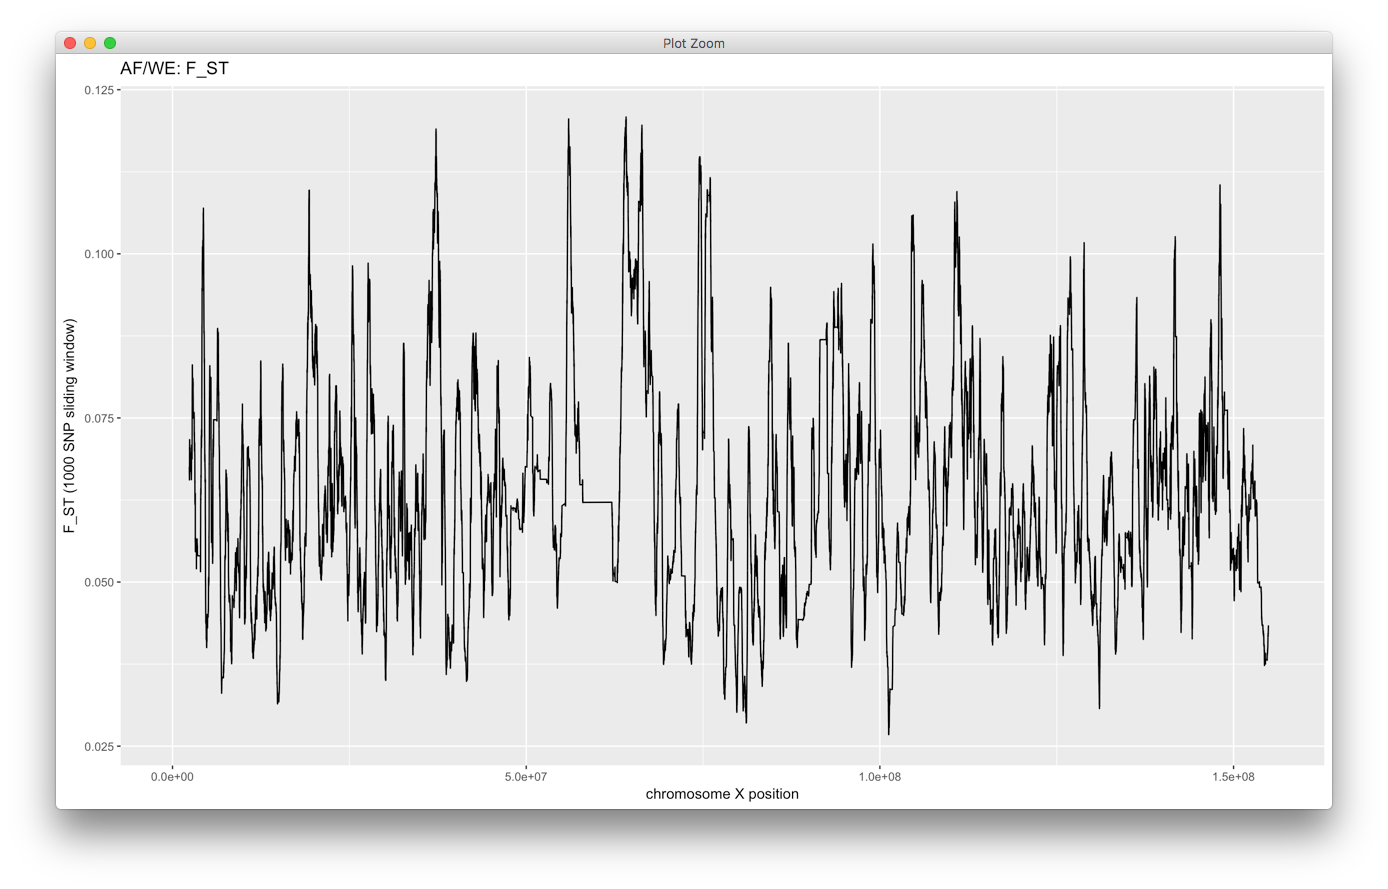 Plot Zoom
AF/WE: F_ST
0.125
0.100
0.075
0.050
0.025
F_ST (1000 SNP sliding window)
0.0e+00 5.0e+07 1.0e+08 1.5e+08
chromosome X position